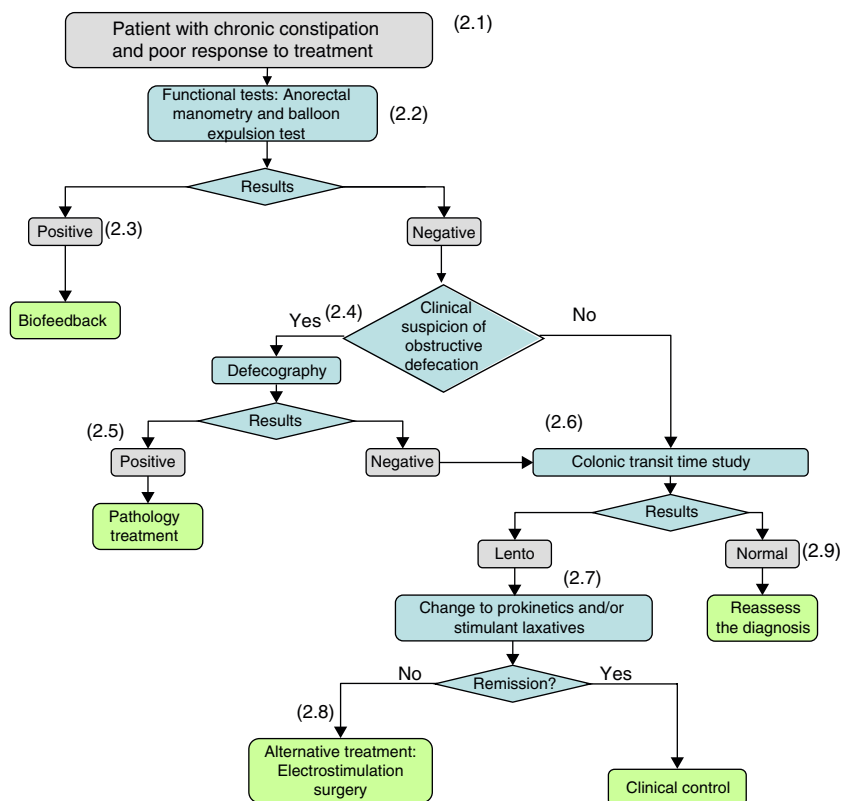 Patient with chronic constipation
and poor response to treatment
(2.1)
Functional tests: Anorectal
manometry and balloon
expulsion test
(2.2)
Results
Positive
(2.3)
Negative
Biofeedback
Clinical
suspicion of
obstructive
defecation
Yes
(2.4)
No
Defecography
Results
(2.5)
Positive
Negative
(2.6)
Colonic transit time study
Pathology
treatment
Results
Lento
Normal
(2.9)
(2.7)
Change to prokinetics and/or
stimulant laxatives
Reassess
the diagnosis
No
Remission?
Yes
(2.8)
Alternative treatment:
Electrostimulation
surgery
Clinical control